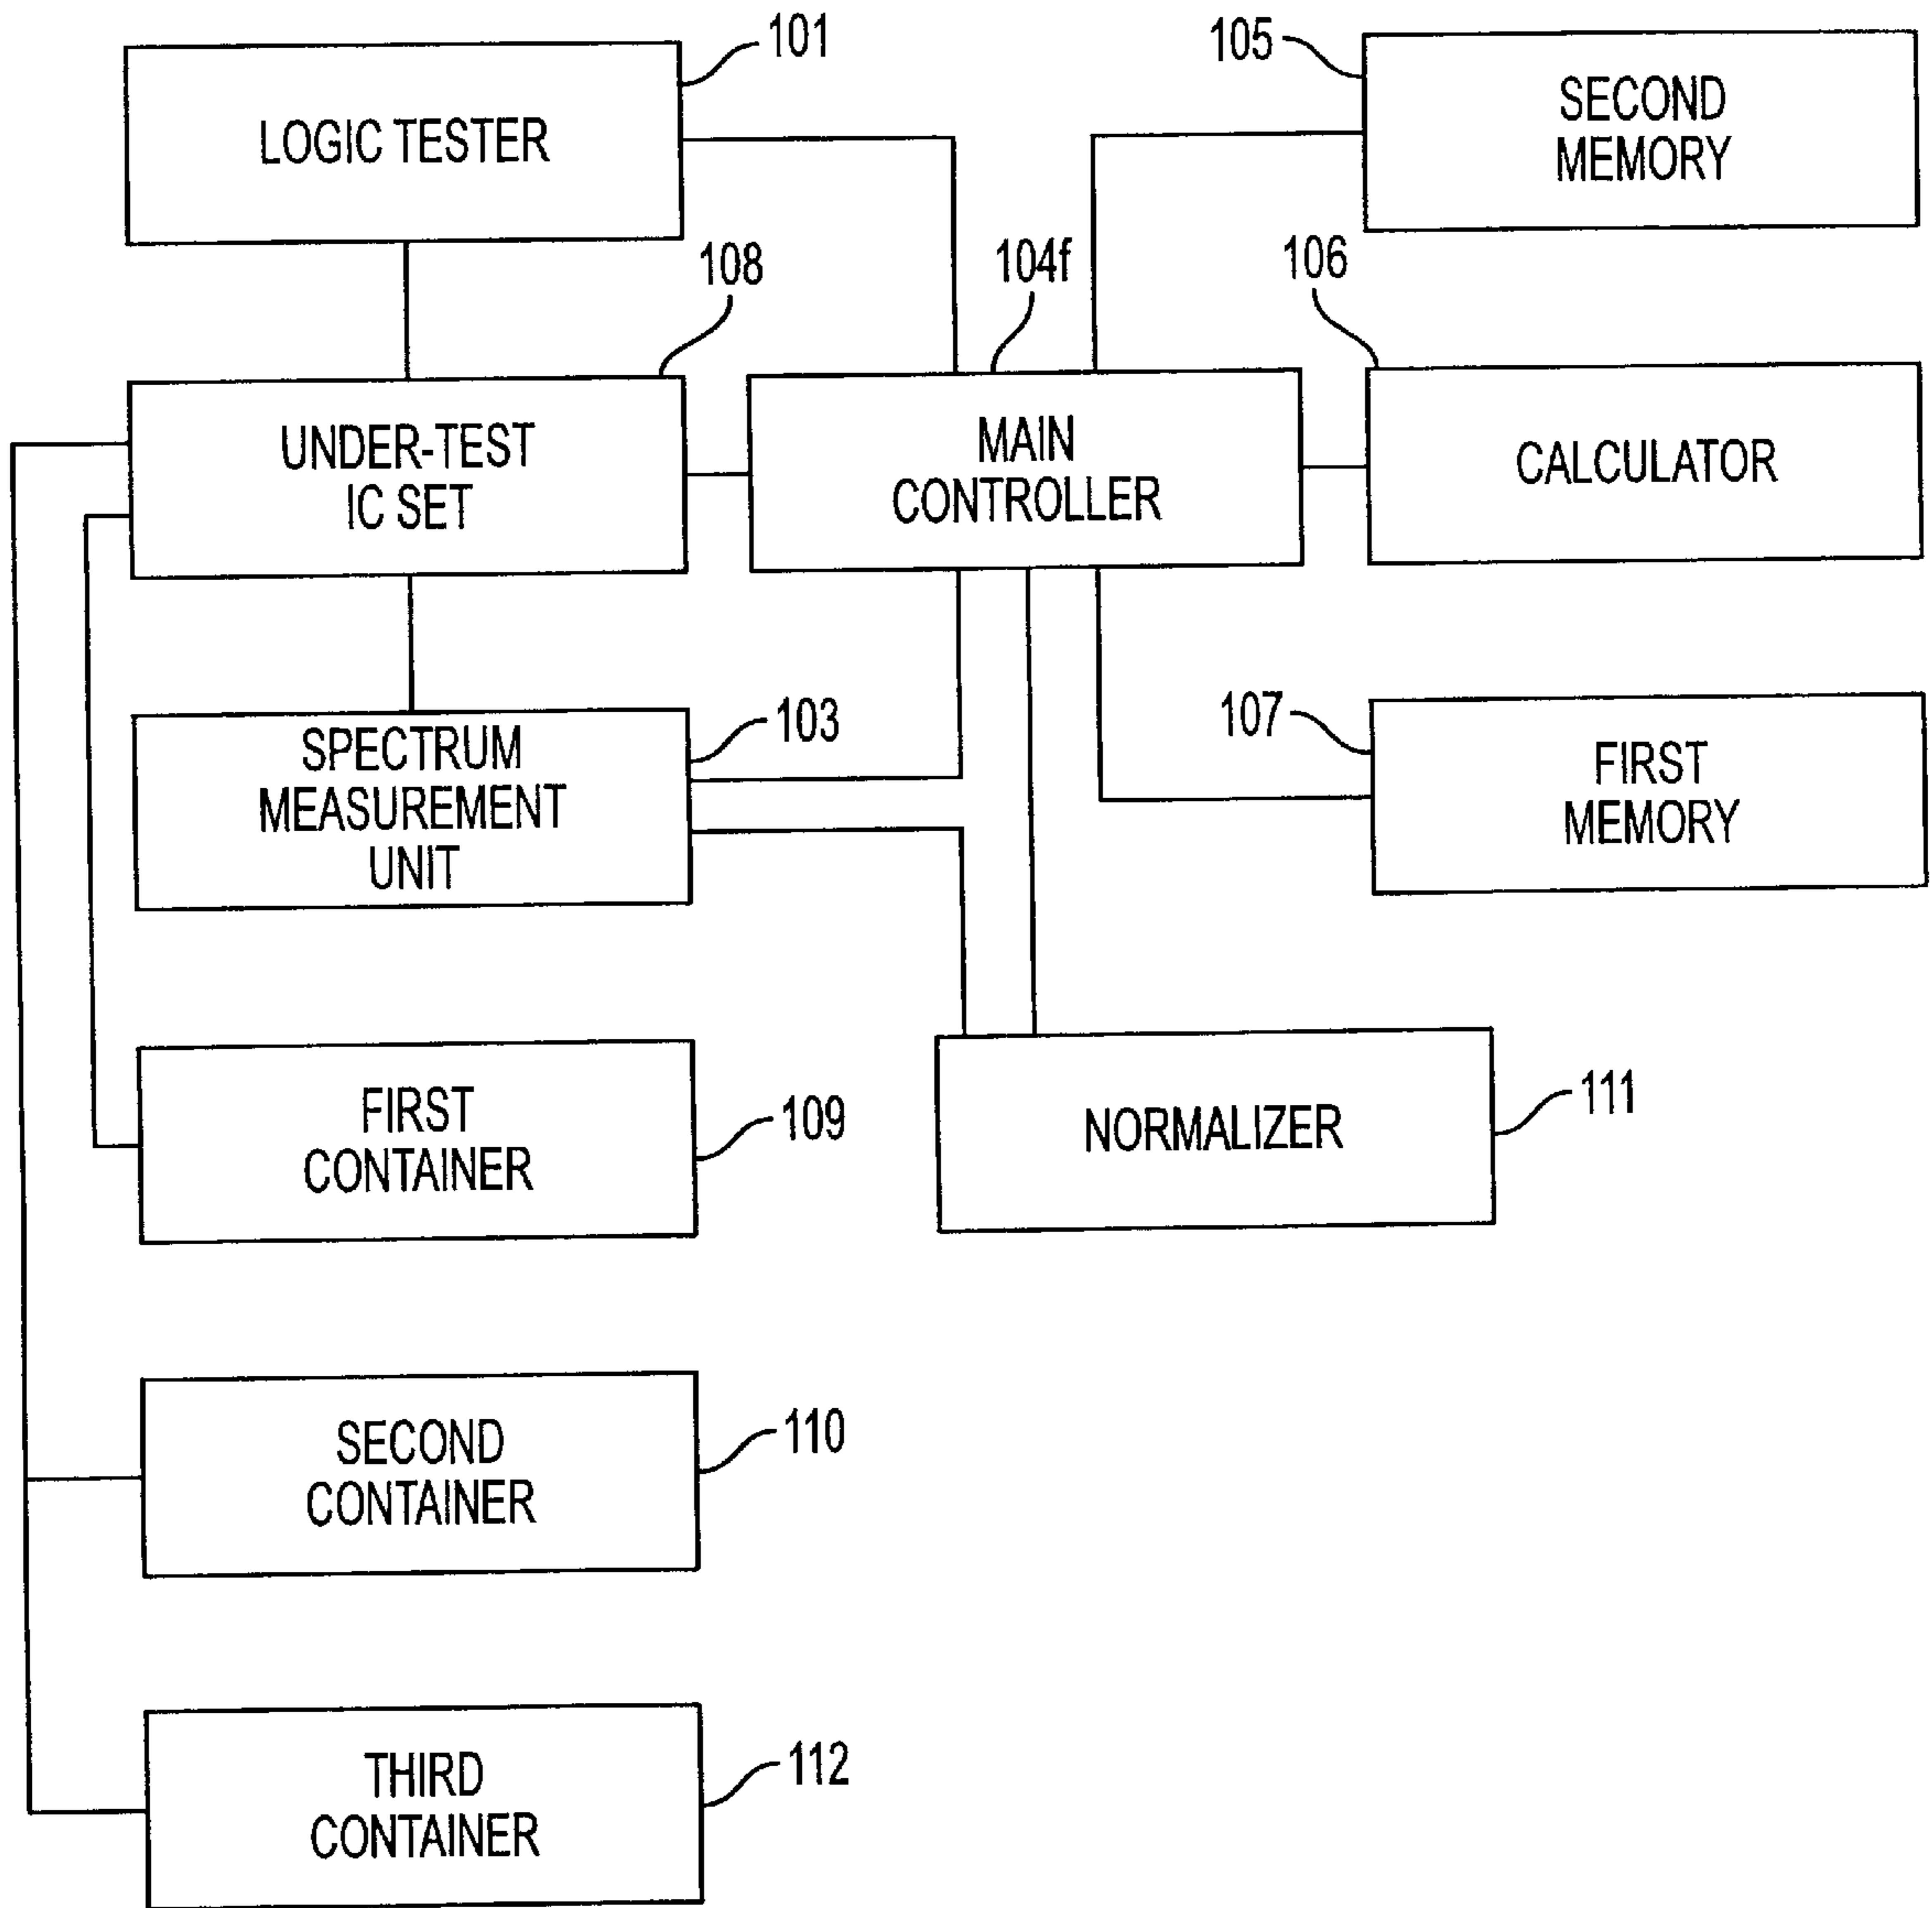 101
LOGIC TESTER
105
SECOND
MEMORY
108
UNDER-TEST
IC SET
104f
MAIN
CONTROLLER
106
CALCULATOR
103
SPECTRUM
MEASUREMENT
UNIT
107
FIRST
MEMORY
109
FIRST
CONTAINER
111
NORMALIZER
110
SECOND
CONTAINER
112
THIRD
CONTAINER